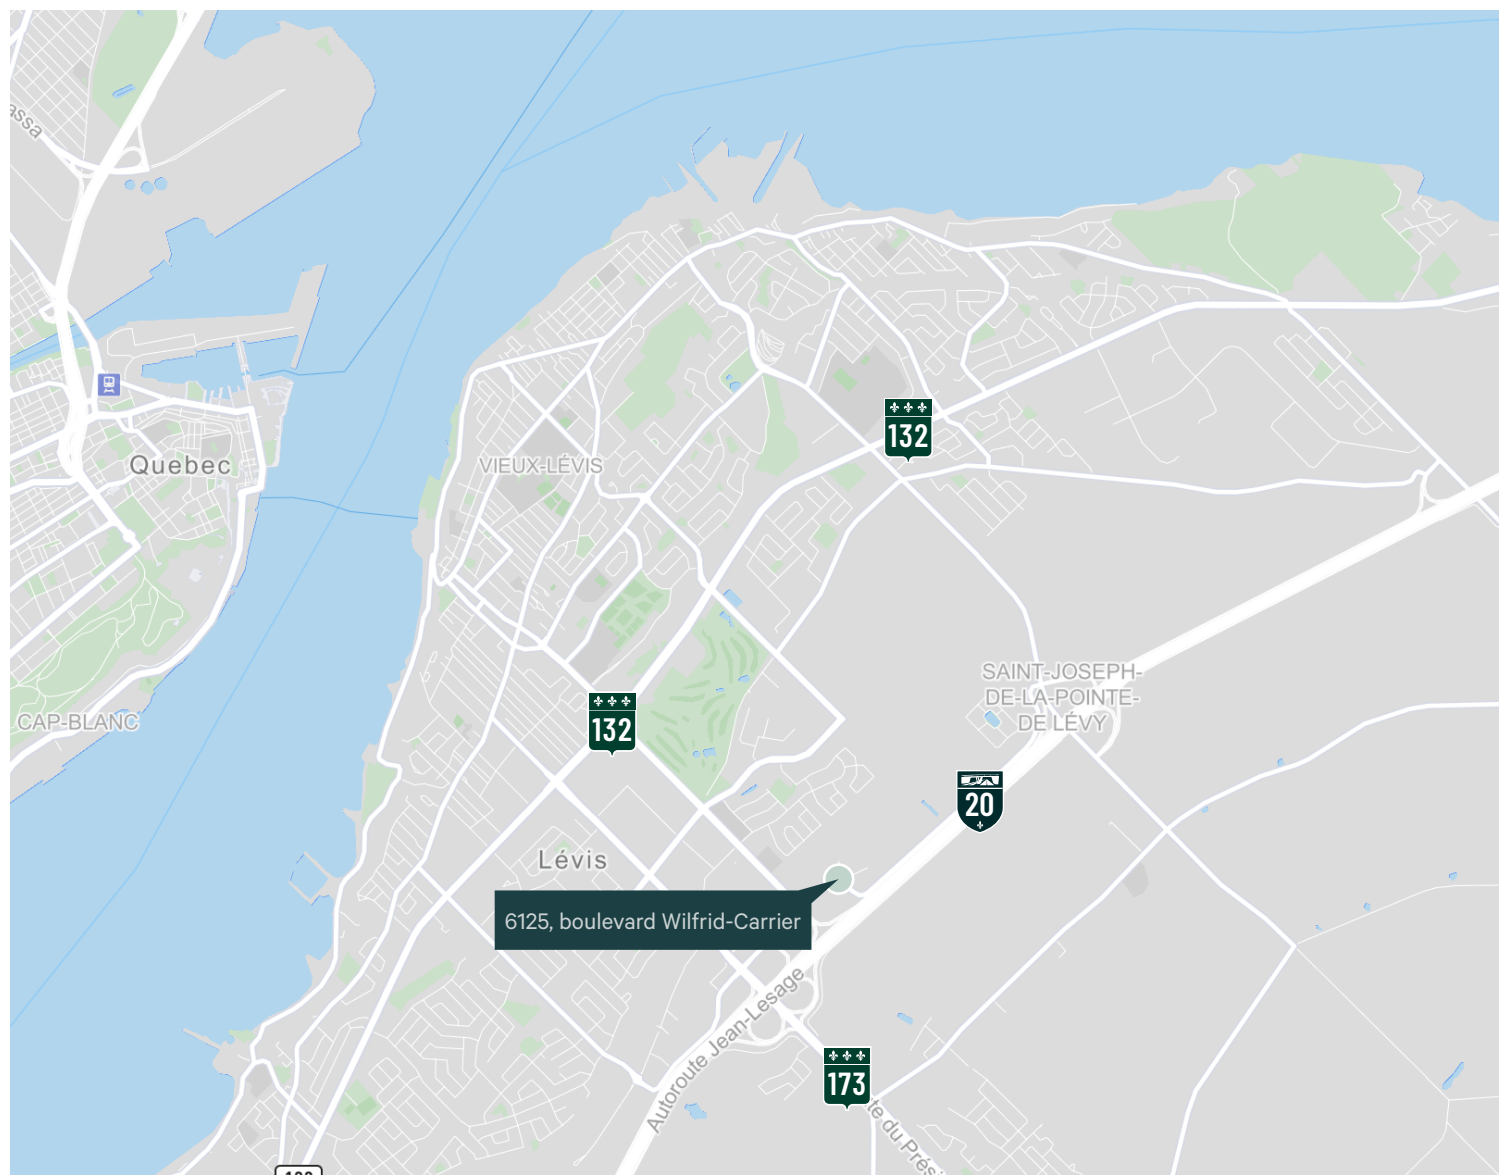 assa
132
Quebec
VIEUX-LÉVIS
SAINT-JOSEPH-
DE-LA-POINTE-
DE LÉVY
CAP-BLANC
132
20
Lévis
6125, boulevard Wilfrid-Carrier
Autoroute Jean-Lesage
173
te du Prési